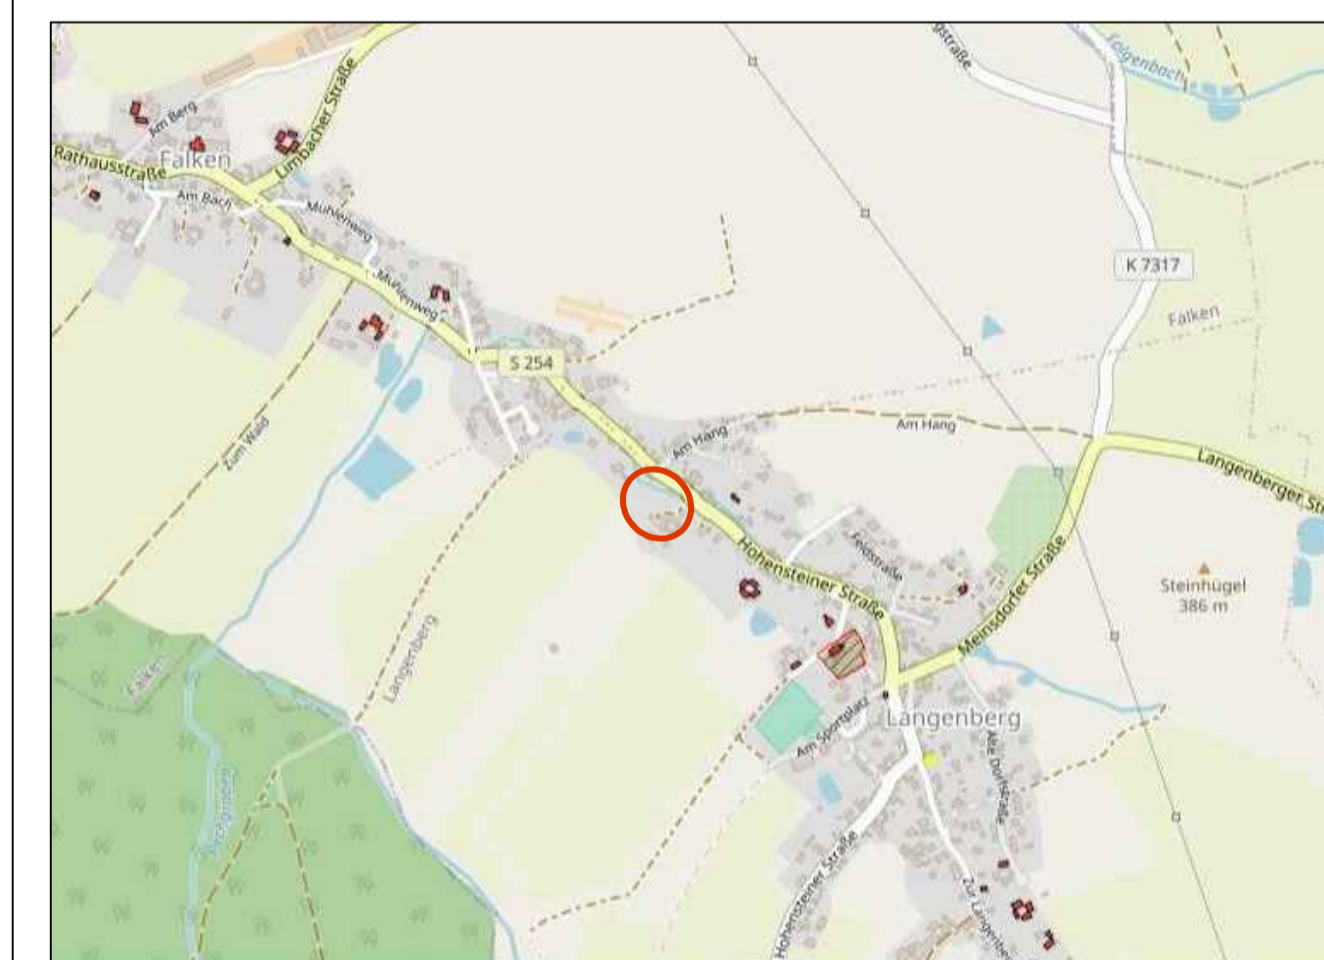 gstraße
Folgenbach
Am Berg
Limbacher Straße
Rathausstraße
Falken
Am Bach
Mühlenweg
K 7317
Mühlenweg
Falken
S 254
Am Hang
Am Hang
Zum Wald
Langenberger Str
Hohensteiner Straße
Feldstraße
Steinhügel
386 m
Meinsdorfer Straße
Langenberg
Falken
Am Sportplatz
Langenberg
Alte Dorfstraße
Hohensteiner Straße
Zur Langenbe